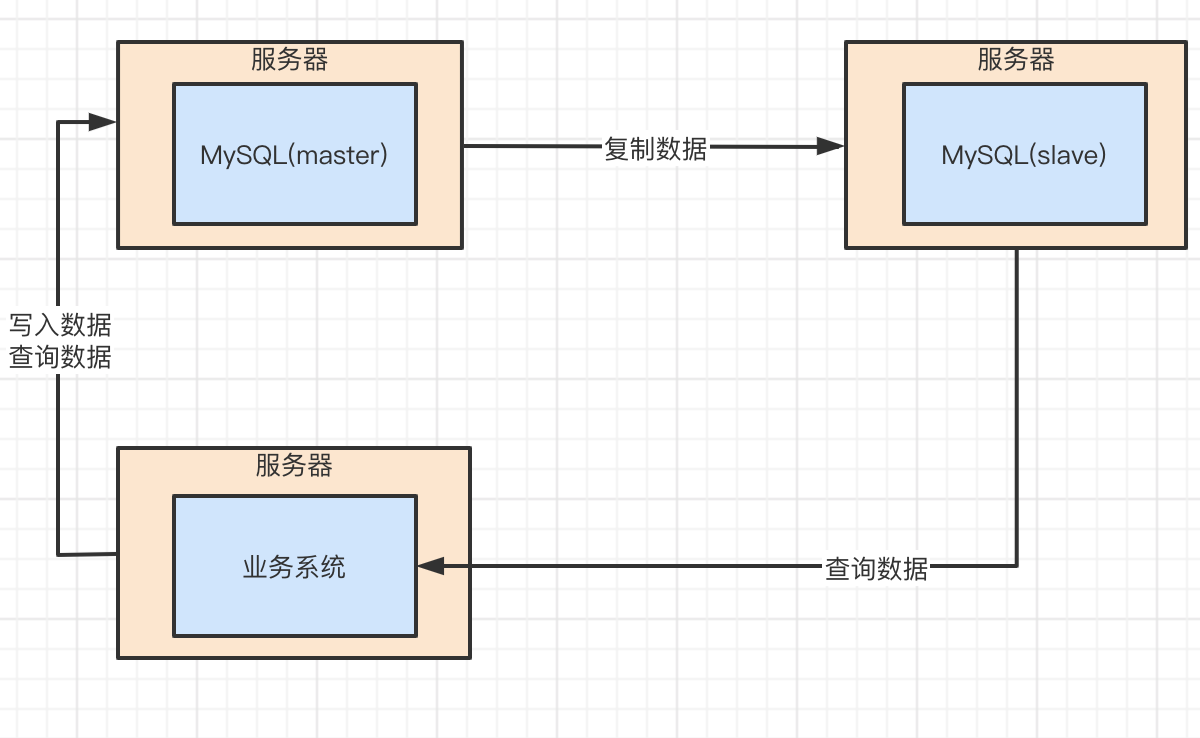 服务器
MySQL(master)
复制数据
服务器
MySQL(slave)
写入数据
查询数据
服务器
业务系统
查询数据